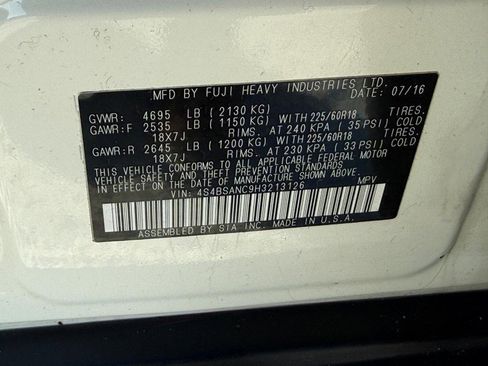 MFD BY FUJI HEAVY INDUSTRIES LTD.
DATE: 07/16
GVWR: 4695 LB (2130 KG)
GAWR:F 2535 LB (1150 KG) WITH 225/60R18 TIRES.
18X7J RIMS. AT 240 KPA (35 PSI) COLD
GAWR:R 2645 LB (1200 KG) WITH 225/60R18 TIRES.
18X7J RIMS. AT 230 KPA (33 PSI) COLD
THIS VEHICLE CONFORMS TO ALL APPLICABLE FEDERAL MOTOR
VEHICLE SAFETY AND THEFT PREVENTION STANDARDS IN
EFFECT ON THE DATE OF MANUFACTURE SHOWN ABOVE.
VIN: 4S4BSANC9H3213126 MPV
ASSEMBLED BY SIA INC. MADE IN U.S.A.